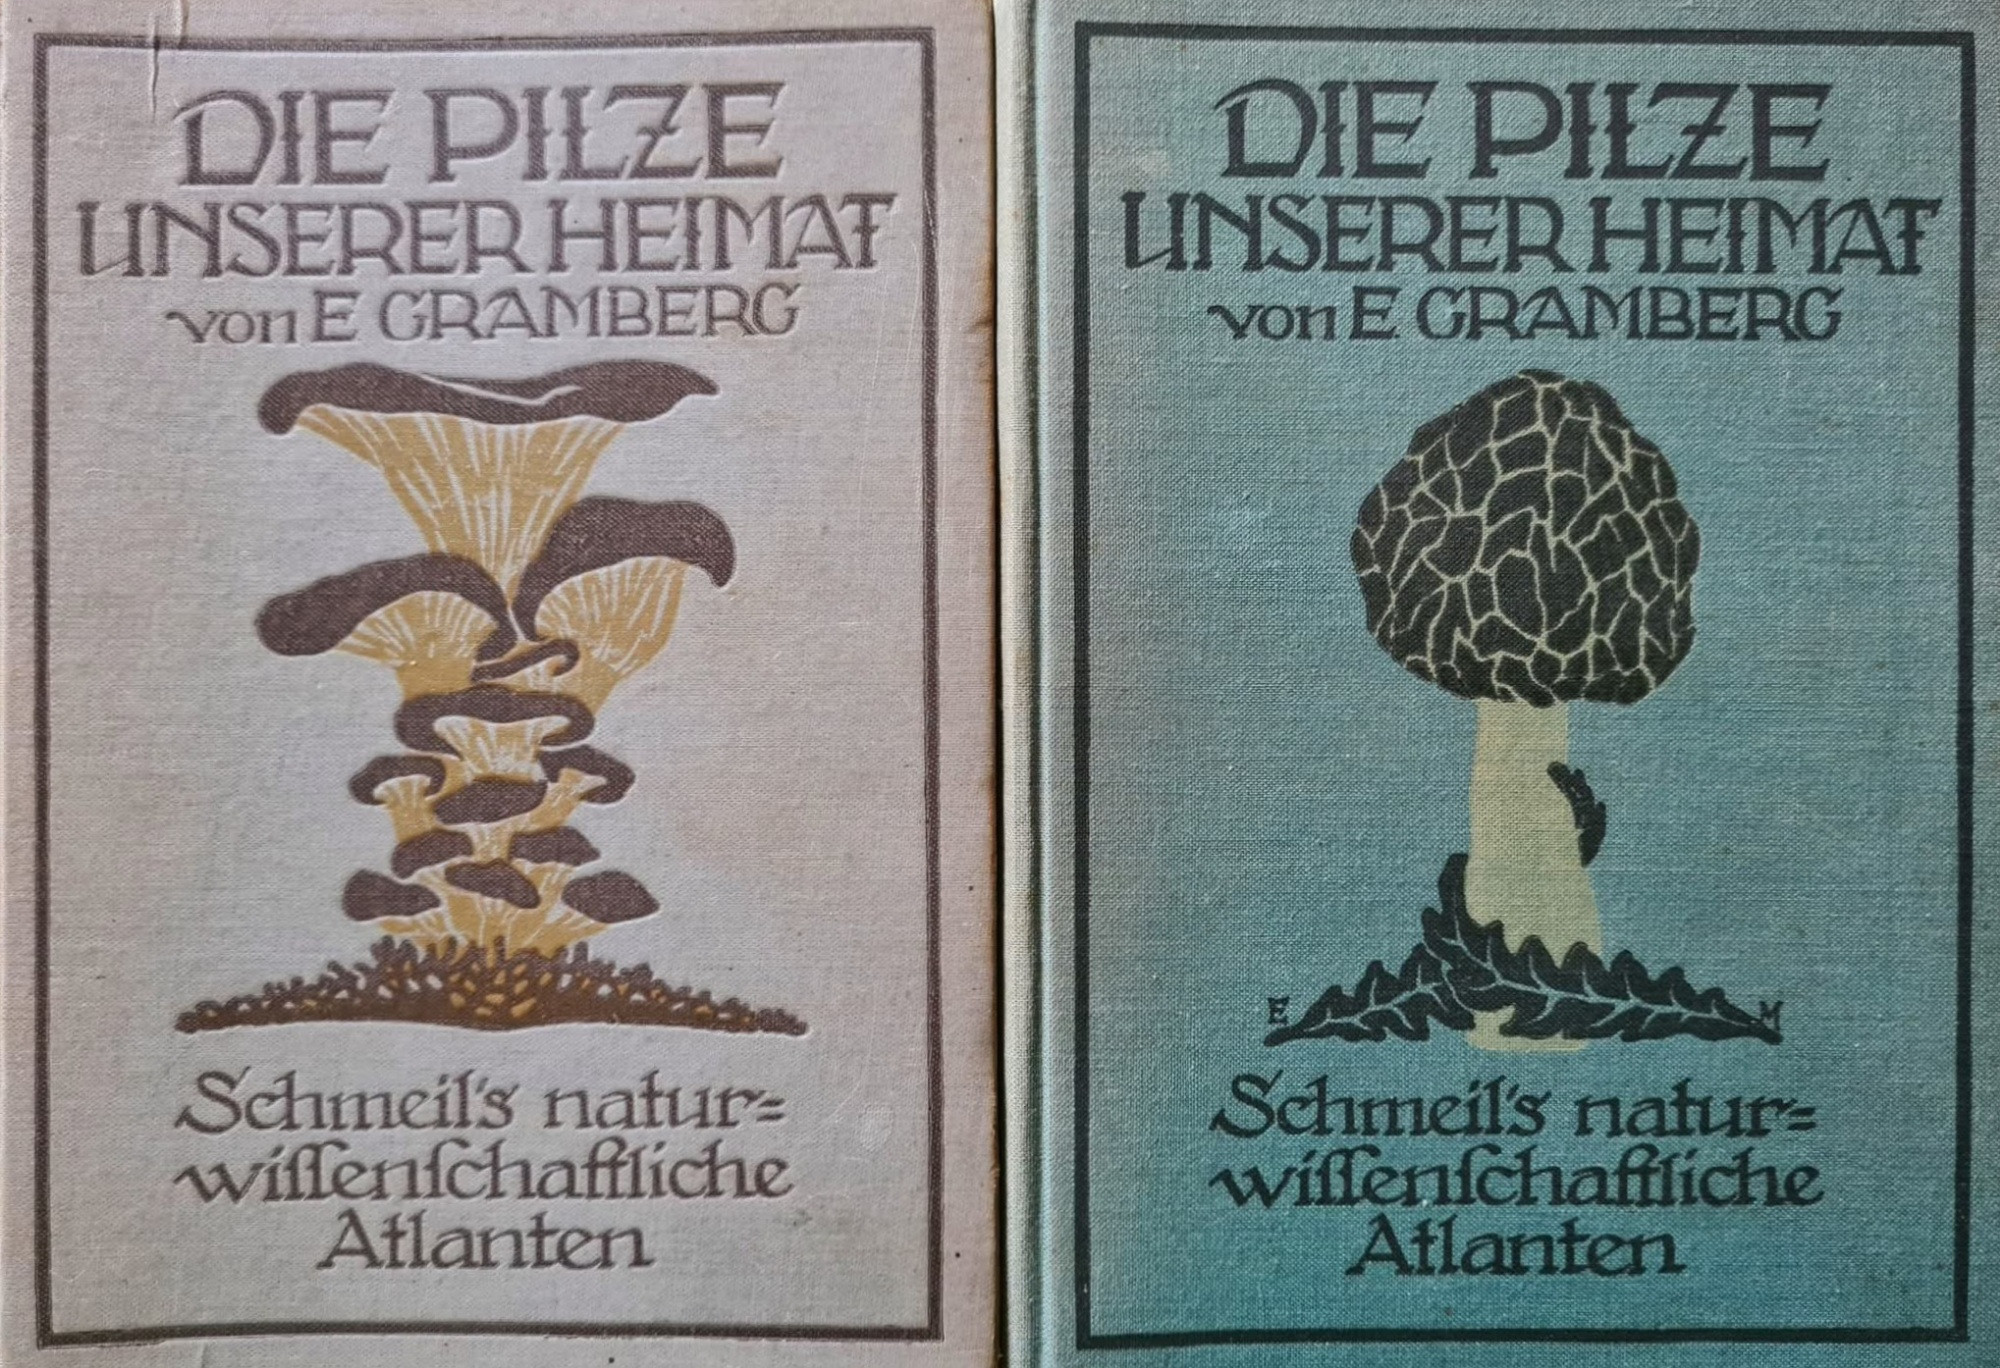 DIE PILZE
UNSERER HEIMAT
von E GRAMBERG
Schmeil's natur=
wiſſenſchaftliche
Atlanten
DIE PILZE
UNSERER HEIMAT
von E. GRAMBERG
E M
Schmeil's natur=
wiſſenſchaftliche
Atlanten